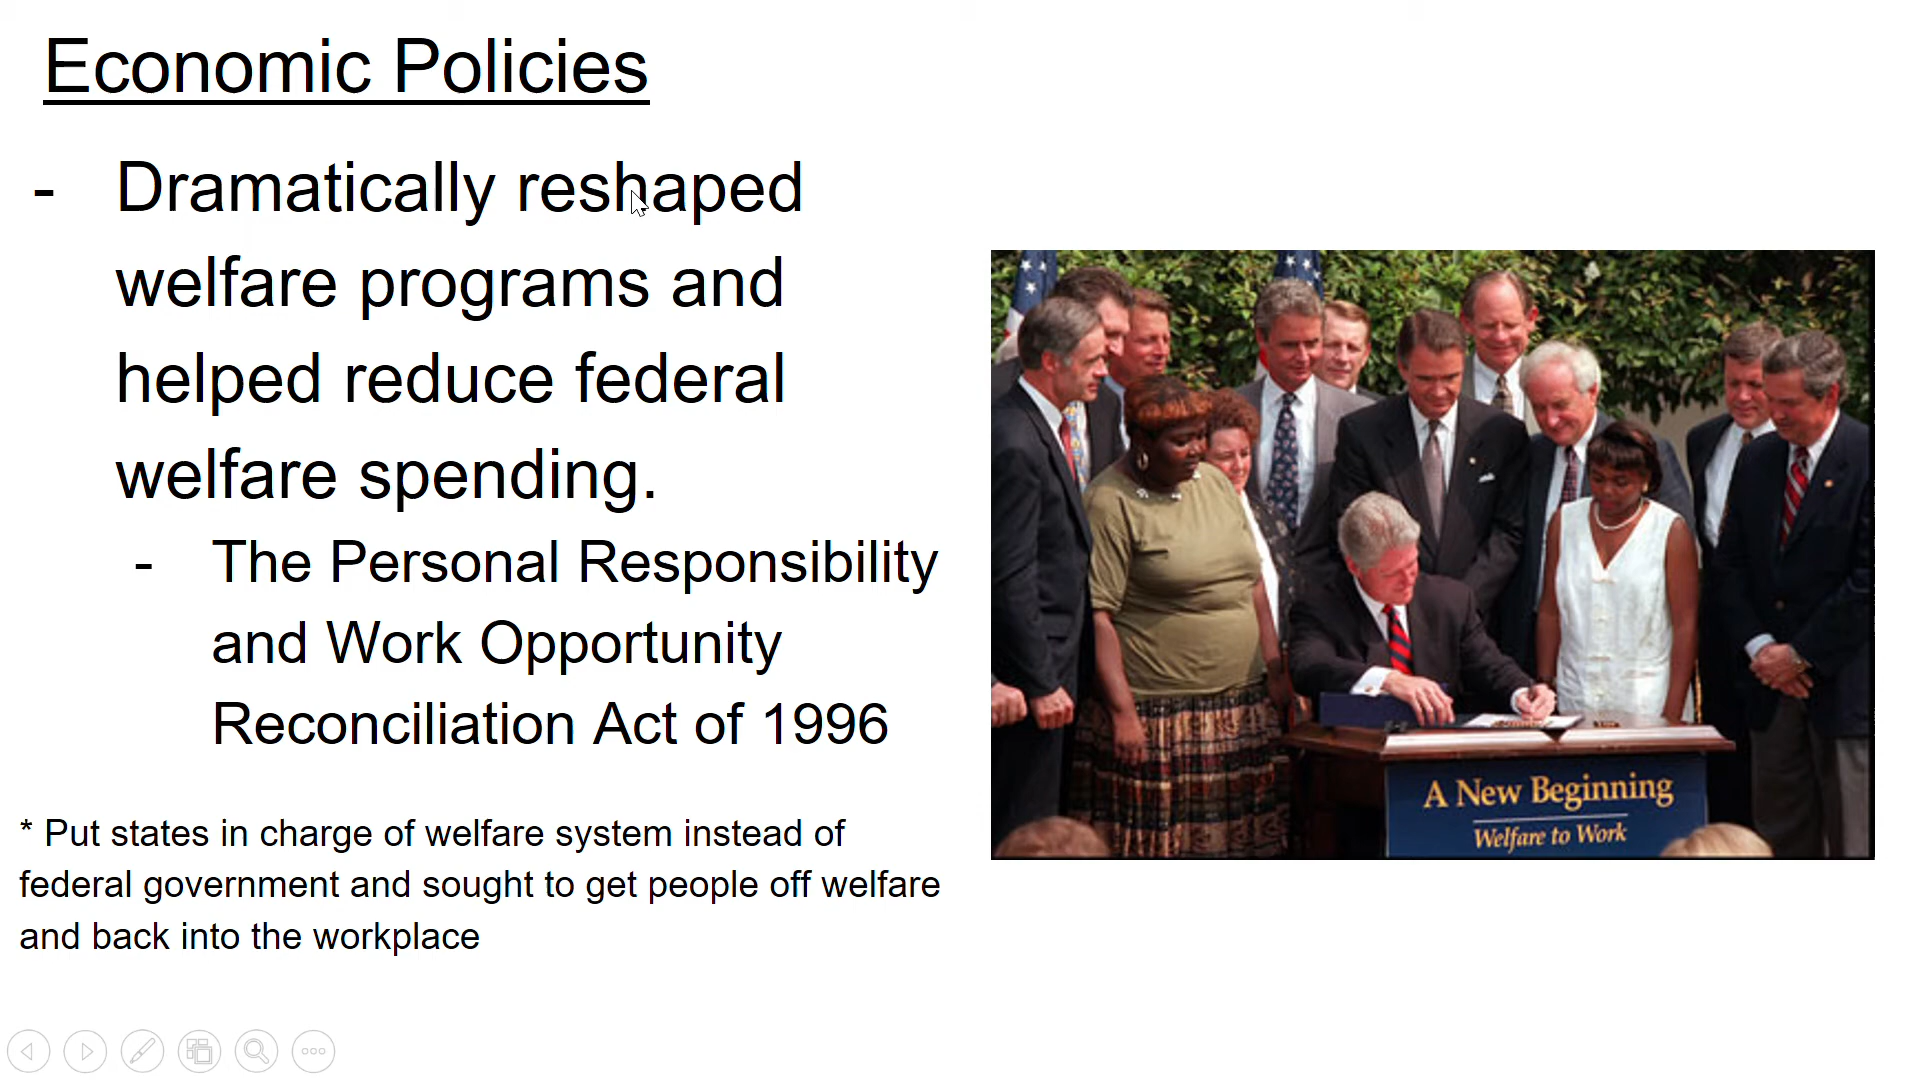 Economic Policies
- Dramatically reshaped
welfare programs and
helped reduce federal
welfare spending.
- The Personal Responsibility
and Work Opportunity
Reconciliation Act of 1996
* Put states in charge of welfare system instead of
federal government and sought to get people off welfare
and back into the workplace
A New Beginning
Welfare to Work